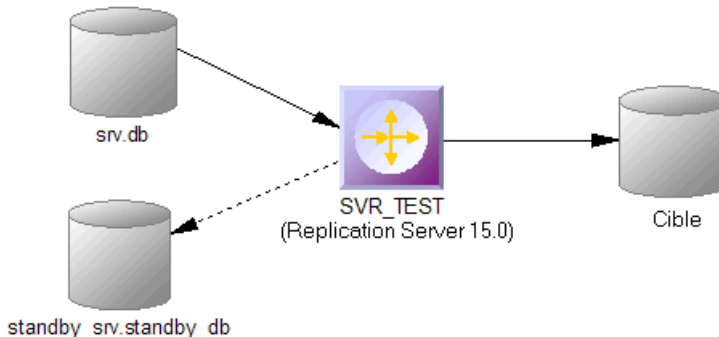 srv.db
SVR_TEST
(Replication Server 15.0)
Cible
standby_srv.standby_db